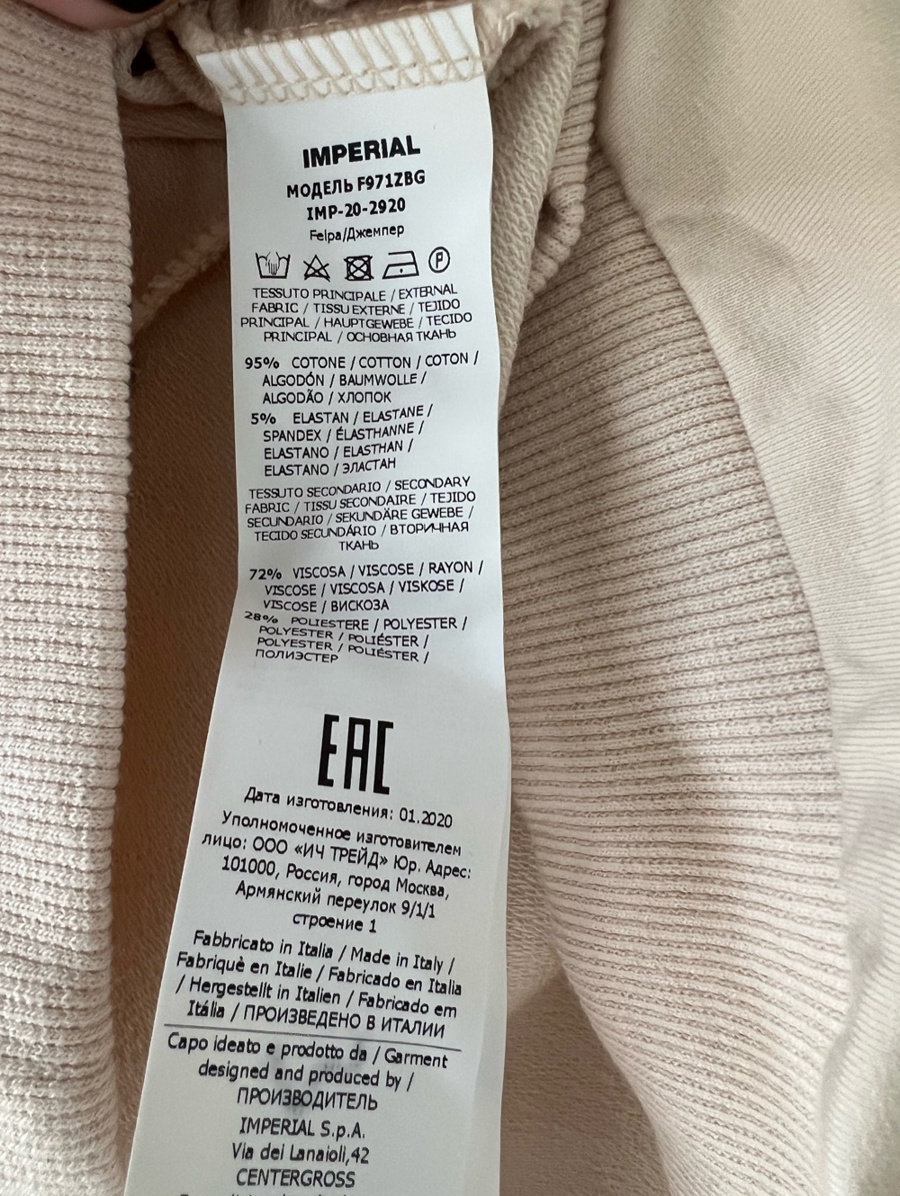 IMPERIAL
МОДЕЛЬ F971ZBG
IMP-20-2920
Felpa/Джемпер
P
TESSUTO PRINCIPALE / EXTERNAL
FABRIC / TISSU EXTERNE / TEJIDO
PRINCIPAL / HAUPTGEWEBE / TECIDO
PRINCIPAL / ОСНОВНАЯ ТКАНЬ
95% COTONE / COTTON / COTON /
ALGODÓN / BAUMWOLLE /
ALGODÃO / ХЛОПОК
5% ELASTAN / ELASTANE /
SPANDEX / ÉLASTHANNE /
ELASTANO / ELASTHAN /
ELASTANO / ЭЛАСТАН
TESSUTO SECONDARIO / SECONDARY
FABRIC / TISSU SECONDAIRE / TEJIDO
SECUNDARIO / SEKUNDÄRE GEWEBE /
TECIDO SECUNDÁRIO / ВТОРИЧНАЯ
ТКАНЬ
72% VISCOSA / VISCOSE / RAYON /
VISCOSE / VISCOSA / VISKOSE /
VISCOSE / ВИСКОЗА
28% POLIESTERE / POLYESTER /
POLYESTER / POLIÉSTER /
POLYESTER / POLIÉSTER /
ПОЛИЭСТЕР
EAC
Дата изготовления: 01.2020
Уполномоченное изготовителем
лицо: ООО «ИЧ ТРЕЙД» Юр. Адрес:
101000, Россия, город Москва,
Армянский переулок 9/1/1
строение 1
Fabbricato in Italia / Made in Italy /
Fabriquè en Italie / Fabricado en Italia
/ Hergestellt in Italien / Fabricado em
Itália / ПРОИЗВЕДЕНО В ИТАЛИИ
Capo ideato e prodotto da / Garment
designed and produced by /
ПРОИЗВОДИТЕЛЬ
IMPERIAL S.p.A.
Via dei Lanaioli,42
CENTERGROSS